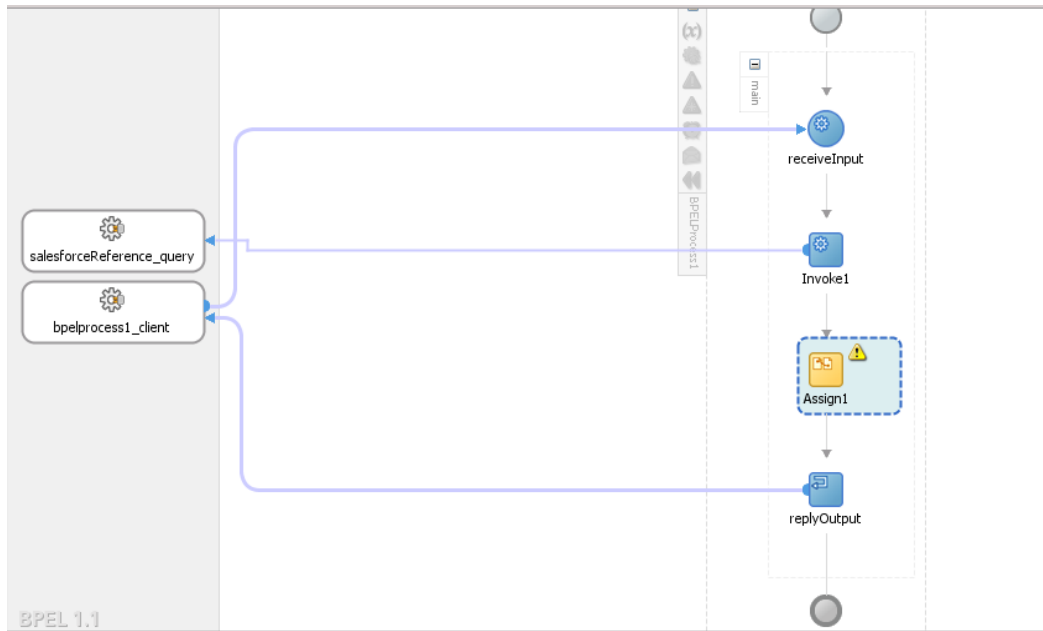 (x)
main
receiveInput
BPELProcess1
salesforceReference_query
Invoke1
bpelprocess1_client
Assign1
replyOutput
BPEL 1.1